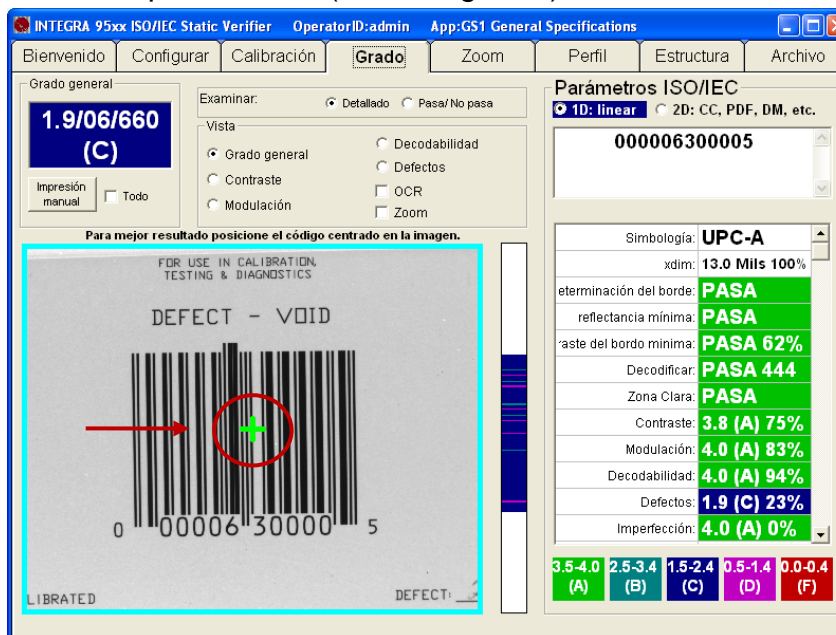 INTEGRA 95xx ISO/IEC Static Verifier OperatorID:admin App:GS1 General Specifications
Bienvenido Configurar Calibración Grado Zoom Perfil Estructura Archivo
Grado general
1.9/06/660
(C)
Impresión
manual
Todo
Examinar: Detallado Pasa/ No pasa
Vista
Grado general
Contraste
Modulación
Decodabilidad
Defectos
OCR
Zoom
Para mejor resultado posicione el código centrado en la imagen.
FOR USE IN CALIBRATION,
TESTING & DIAGNOSTICS
DEFECT - VOID
0 00006 30000 5
LIBRATED DEFECT:
Parámetros ISO/IEC
1D: linear 2D: CC, PDF, DM, etc.
000006300005
Simbología: UPC-A
xdim: 13.0 Mils 100%
eterminación del borde: PASA
reflectancia mínima: PASA
raste del bordo minima: PASA 62%
Decodificar: PASA 444
Zona Clara: PASA
Contraste: 3.8 (A) 75%
Modulación: 4.0 (A) 83%
Decodabilidad: 4.0 (A) 94%
Defectos: 1.9 (C) 23%
Imperfección: 4.0 (A) 0%
3.5-4.0 2.5-3.4 1.5-2.4 0.5-1.4 0.0-0.4
(A) (B) (C) (D) (F)